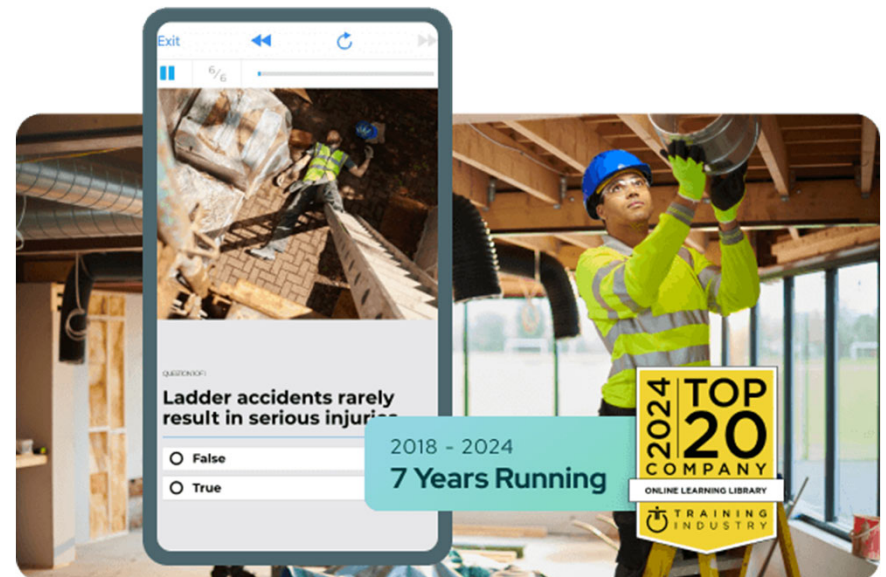 Exit
6/6
QUESTION 1 OF 1
Ladder accidents rarely
result in serious injuries
False
True
2018 - 2024
7 Years Running
2024
TOP
20
COMPANY
ONLINE LEARNING LIBRARY
TRAINING
INDUSTRY